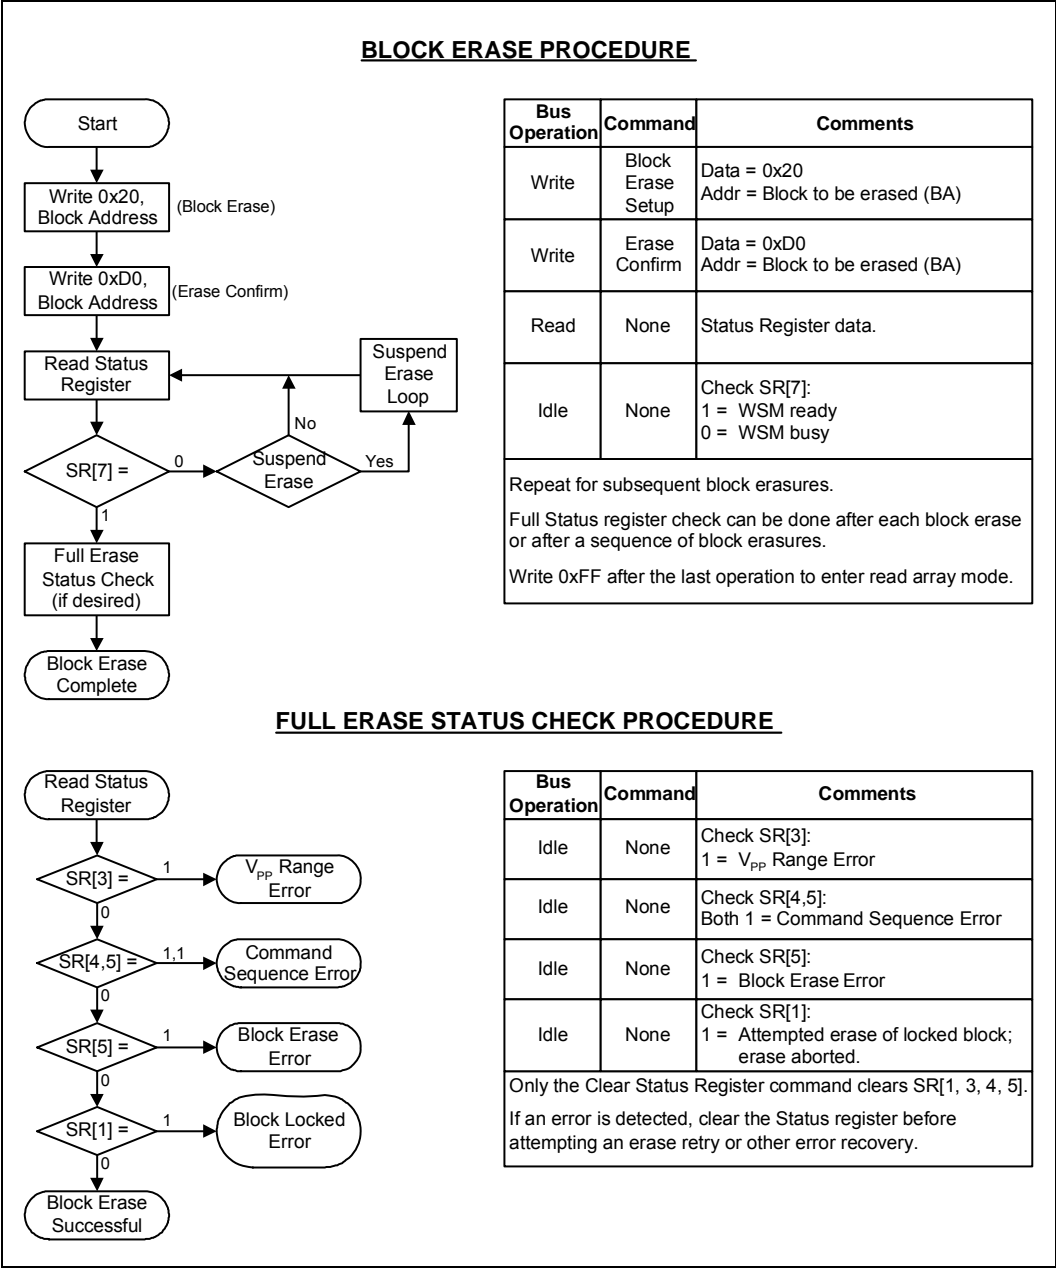 BLOCK ERASE PROCEDURE
Start
Write 0x20,
Block Address
(Block Erase)
Write 0xD0,
Block Address
(Erase Confirm)
Read Status
Register
Suspend
Erase
Loop
No
SR[7] =
0
Suspend
Erase
Yes
1
Full Erase
Status Check
(if desired)
Block Erase
Complete
Bus
Operation
Command
Comments
Write
Block
Erase
Setup
Data = 0x20
Addr = Block to be erased (BA)
Write
Erase
Confirm
Data = 0xD0
Addr = Block to be erased (BA)
Read
None
Status Register data.
Idle
None
Check SR[7]:
1 = WSM ready
0 = WSM busy
Repeat for subsequent block erasures.
Full Status register check can be done after each block erase
or after a sequence of block erasures.
Write 0xFF after the last operation to enter read array mode.
FULL ERASE STATUS CHECK PROCEDURE
Read Status
Register
SR[3] =
1
VPP Range
Error
0
SR[4,5] =
1,1
Command
Sequence Error
0
SR[5] =
1
Block Erase
Error
0
SR[1] =
1
Block Locked
Error
0
Block Erase
Successful
Bus
Operation
Command
Comments
Idle
None
Check SR[3]:
1 = VPP Range Error
Idle
None
Check SR[4,5]:
Both 1 = Command Sequence Error
Idle
None
Check SR[5]:
1 = Block Erase Error
Idle
None
Check SR[1]:
1 = Attempted erase of locked block;
erase aborted.
Only the Clear Status Register command clears SR[1, 3, 4, 5].
If an error is detected, clear the Status register before
attempting an erase retry or other error recovery.